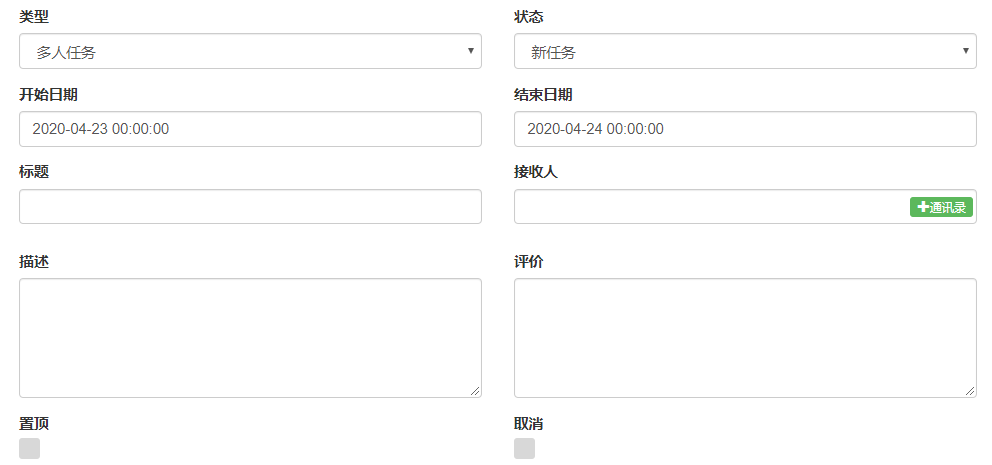 类型 状态
多人任务 新任务
开始日期 结束日期
2020-04-23 00:00:00 2020-04-24 00:00:00
标题 接收人
通讯录
描述 评价
置顶 取消